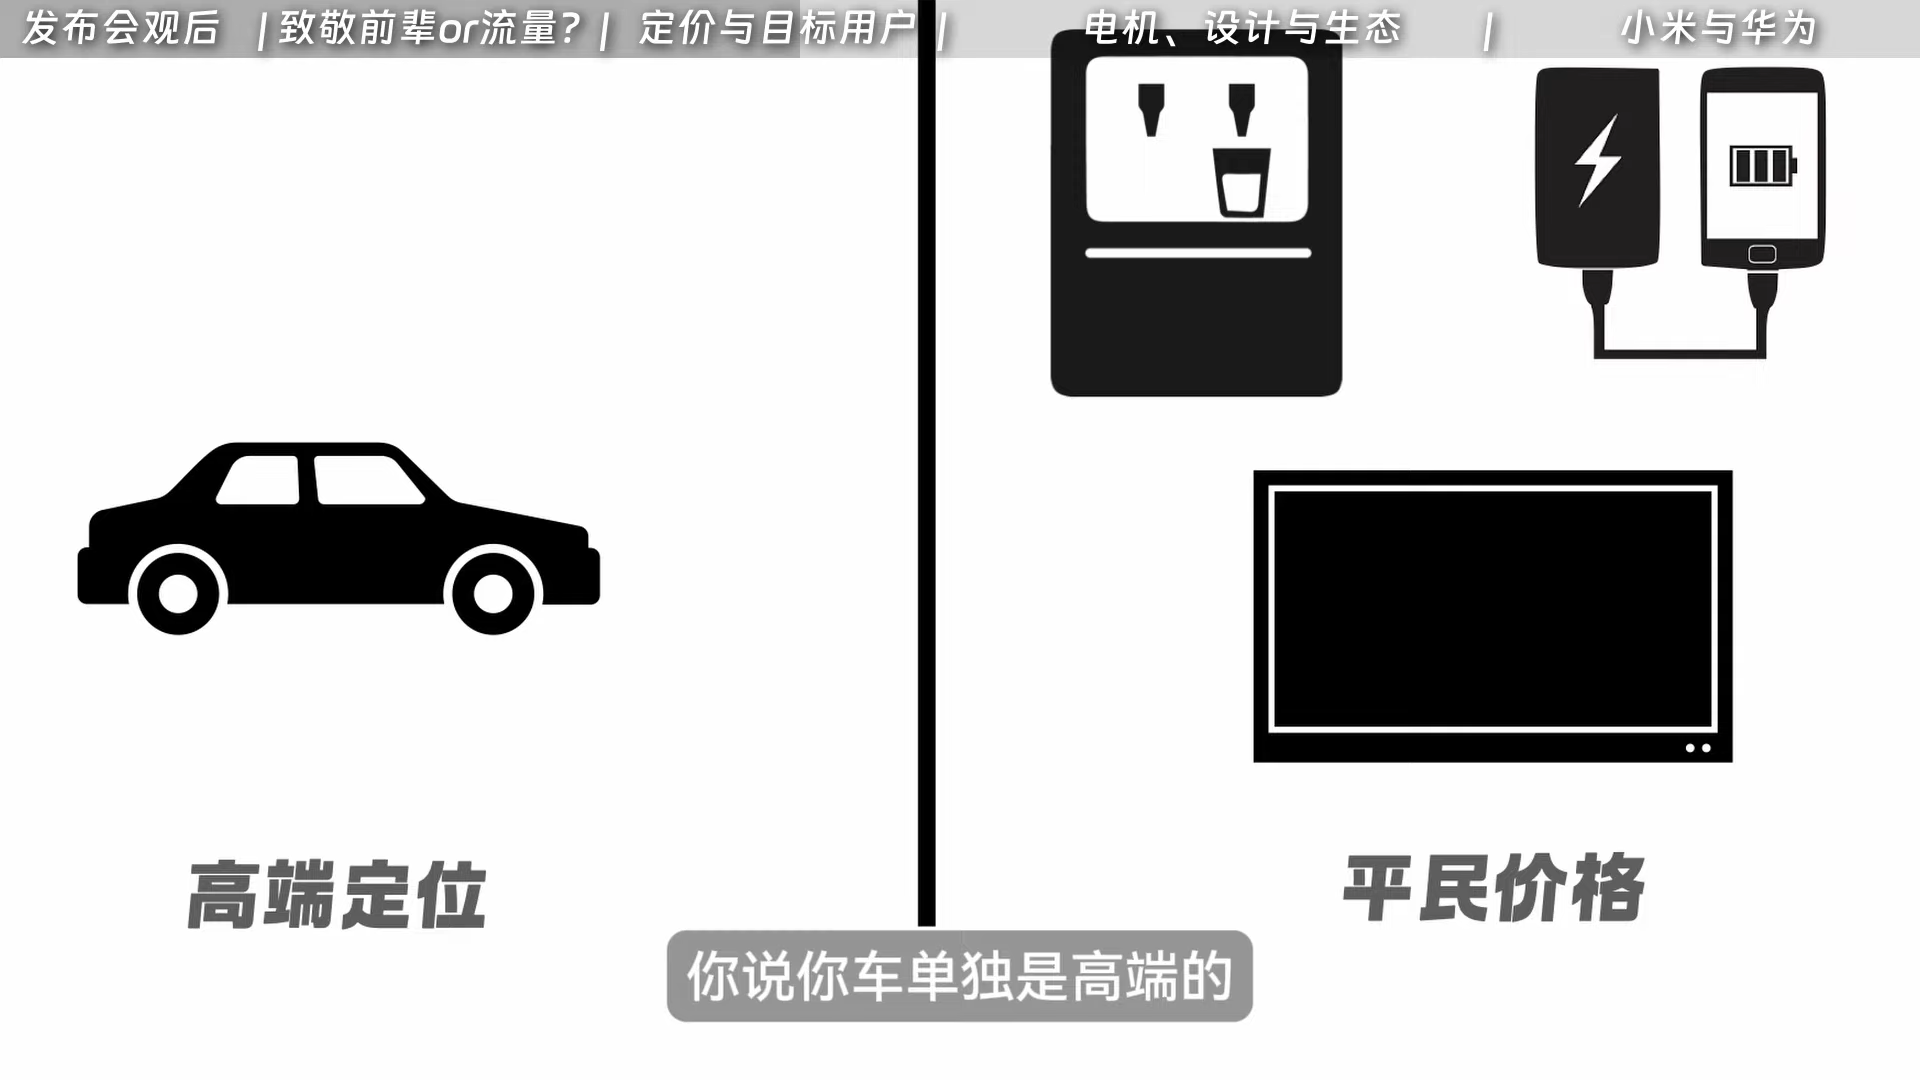 发布会观后 | 致敬前辈or流量? | 定价与目标用户 | 电机、设计与生态 | 小米与华为
高端定位
平民价格
你说你车单独是高端的